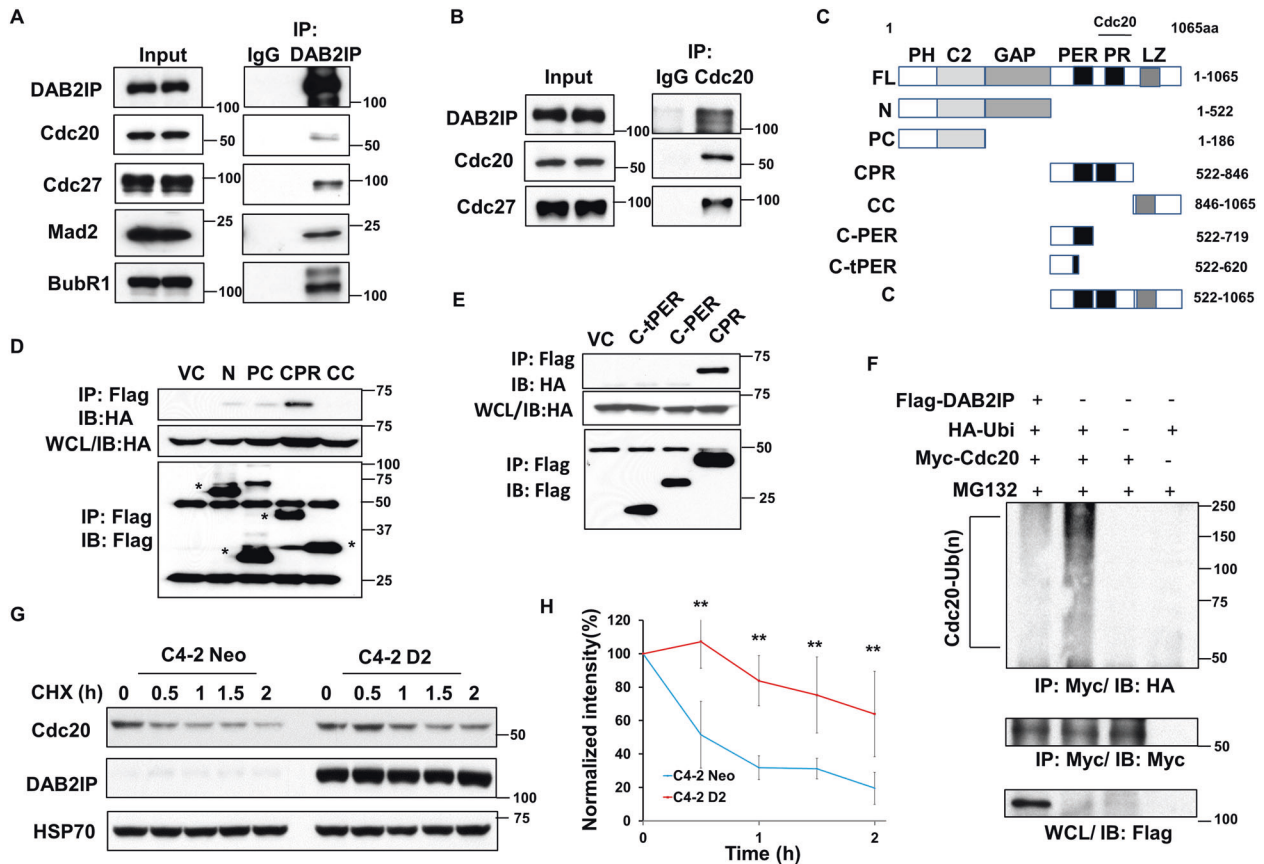 A
IP:
Input IgG DAB2IP
DAB2IP
100 100
Cdc20
50 50
Cdc27
100 100
Mad2
25 25
BubR1
100 100
B
IP:
Input IgG Cdc20
DAB2IP
100 100
Cdc20
50 50
Cdc27
100 100
C
1 Cdc20 1065aa
PH C2 GAP PER PR LZ
FL 1-1065
N 1-522
PC 1-186
CPR 522-846
CC 846-1065
C-PER 522-719
C-tPER 522-620
C 522-1065
D
VC N PC CPR CC
IP: Flag
IB:HA
75
WCL/IB:HA
75
IP: Flag
IB: Flag
100
75
50
37
25
* * * *
E
VC C-tPER C-PER CPR
IP: Flag
IB: HA
75
WCL/IB:HA
75
IP: Flag
IB: Flag
50
25
F
Flag-DAB2IP + - - -
HA-Ubi + + - +
Myc-Cdc20 + + + -
MG132 + + + +
Cdc20-Ub(n)
250
150
100
75
50
IP: Myc/ IB: HA
50
IP: Myc/ IB: Myc
100
WCL/ IB: Flag
G
C4-2 Neo C4-2 D2
CHX (h) 0 0.5 1 1.5 2 0 0.5 1 1.5 2
Cdc20
50
DAB2IP
100
HSP70
75
H
Normalized intensity(%)
120
100
80
60
40
20
0
** ** ** **
C4-2 Neo
C4-2 D2
0 1 2
Time (h)